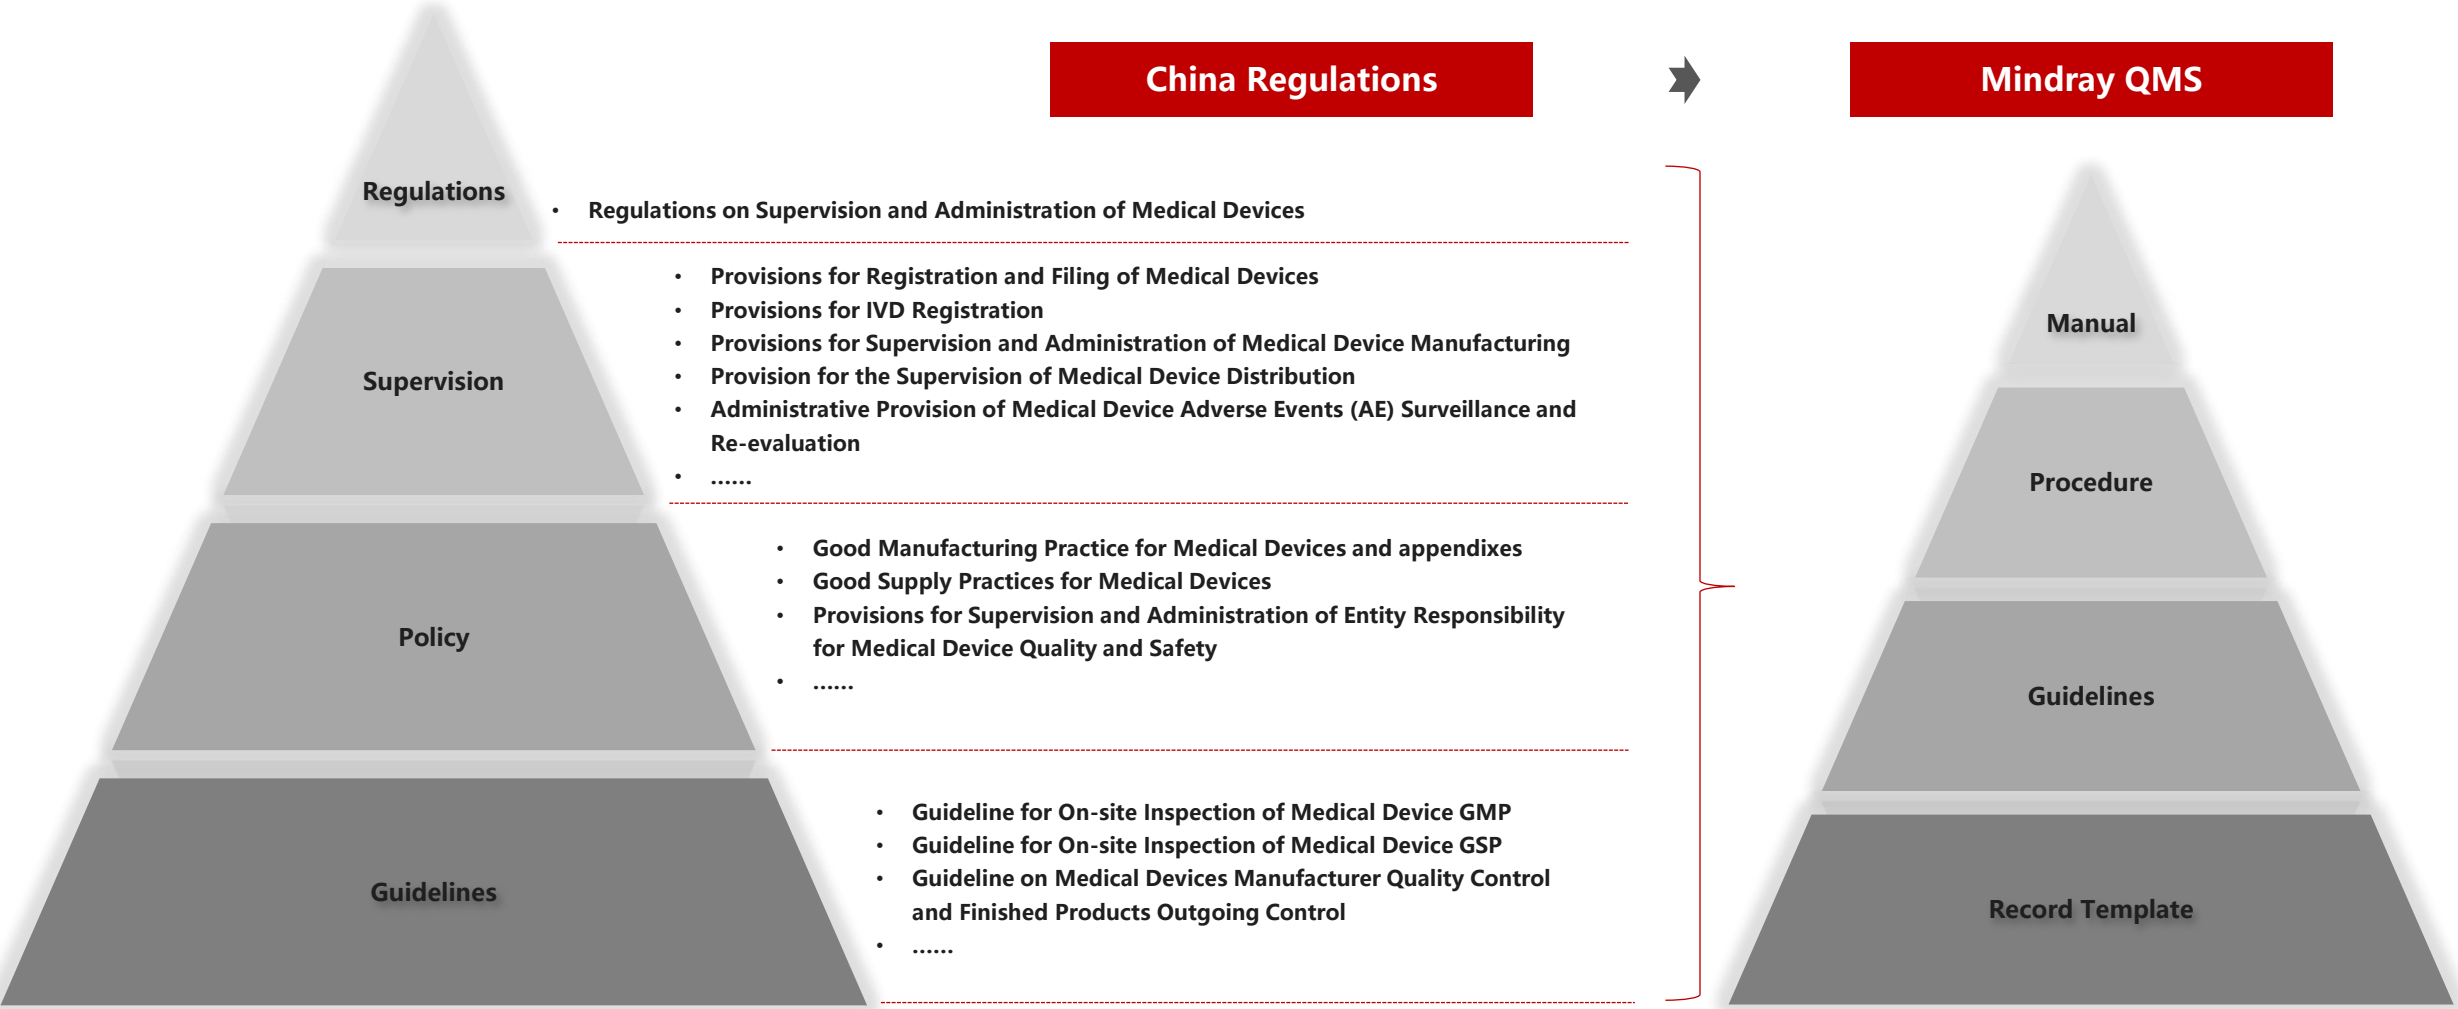 China Regulations
Mindray QMS
Regulations
• Regulations on Supervision and Administration of Medical Devices
Supervision
• Provisions for Registration and Filing of Medical Devices
• Provisions for IVD Registration
• Provisions for Supervision and Administration of Medical Device Manufacturing
• Provision for the Supervision of Medical Device Distribution
• Administrative Provision of Medical Device Adverse Events (AE) Surveillance and
Re-evaluation
• ......
Policy
• Good Manufacturing Practice for Medical Devices and appendixes
• Good Supply Practices for Medical Devices
• Provisions for Supervision and Administration of Entity Responsibility
for Medical Device Quality and Safety
• ......
Guidelines
• Guideline for On-site Inspection of Medical Device GMP
• Guideline for On-site Inspection of Medical Device GSP
• Guideline on Medical Devices Manufacturer Quality Control
and Finished Products Outgoing Control
• ......
Manual
Procedure
Guidelines
Record Template